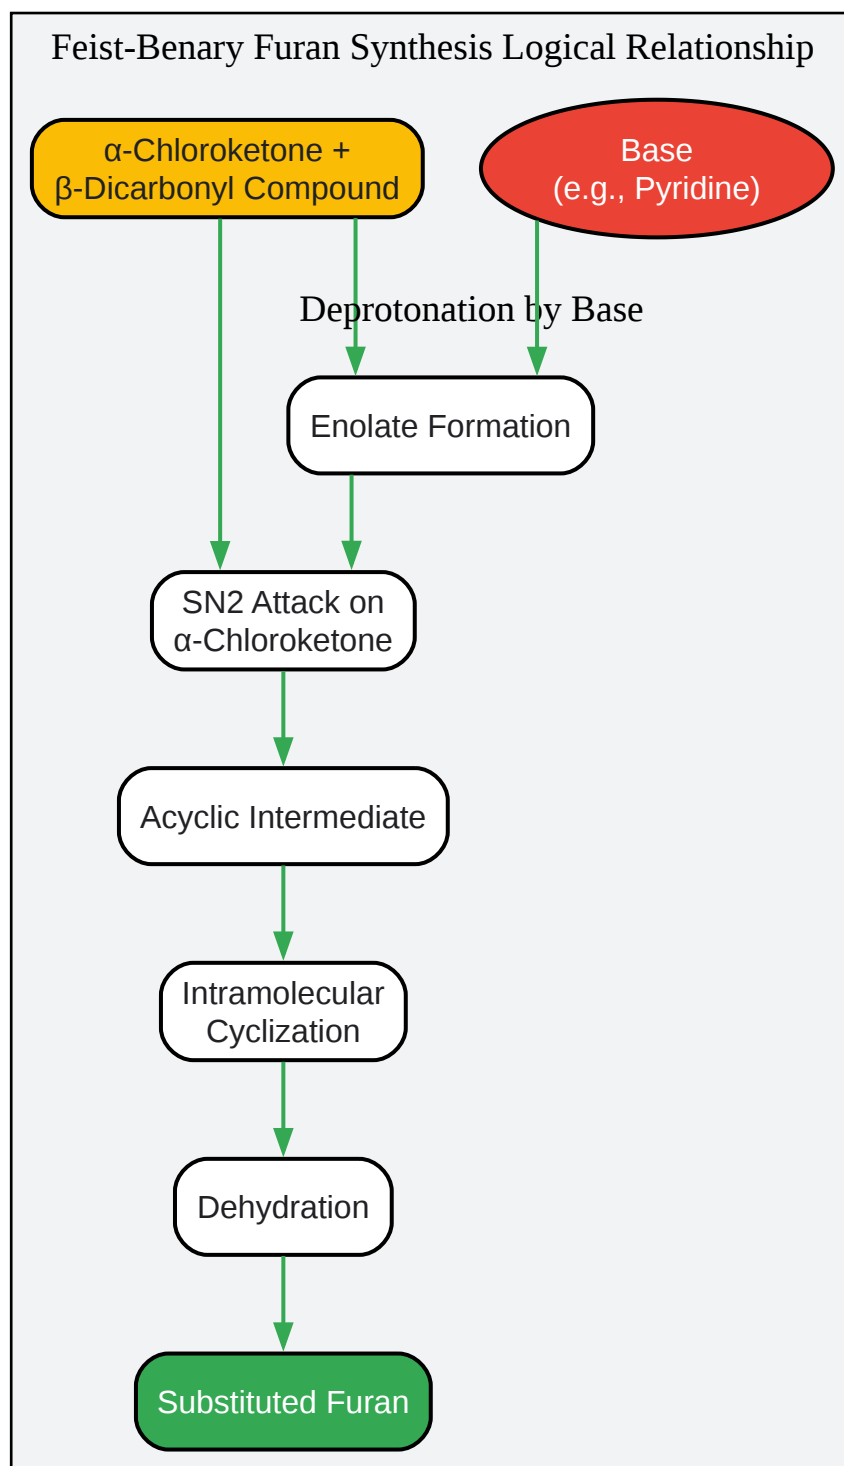 Feist-Benary Furan Synthesis Logical Relationship
α-Chloroketone +
β-Dicarbonyl Compound
Base
(e.g., Pyridine)
Deprotonation by Base
Enolate Formation
SN2 Attack on
α-Chloroketone
Acyclic Intermediate
Intramolecular
Cyclization
Dehydration
Substituted Furan